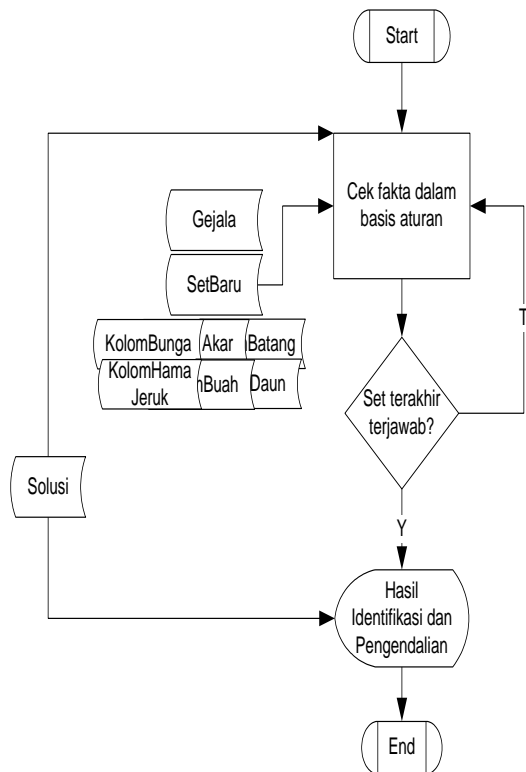 Start
Cek fakta dalam
basis aturan
Gejala
SetBaru
KolomBunga
Akar
Batang
KolomHama
Jeruk
Buah
Daun
T
Set terakhir
terjawab?
Solusi
Y
Hasil
Identifikasi dan
Pengendalian
End